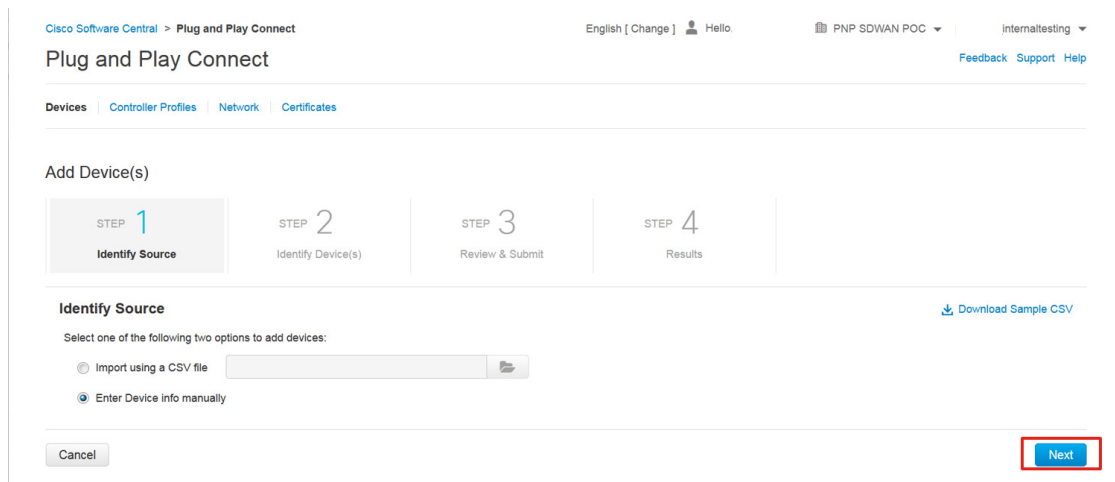 Cisco Software Central > Plug and Play Connect English [ Change ] Hello. PNP SDWAN POC internaltesting
Plug and Play Connect Feedback Support Help
Devices Controller Profiles Network Certificates
Add Device(s)
STEP 1 STEP 2 STEP 3 STEP 4
Identify Source Identify Device(s) Review & Submit Results
Identify Source Download Sample CSV
Select one of the following two options to add devices:
Import using a CSV file
Enter Device info manually
Cancel Next